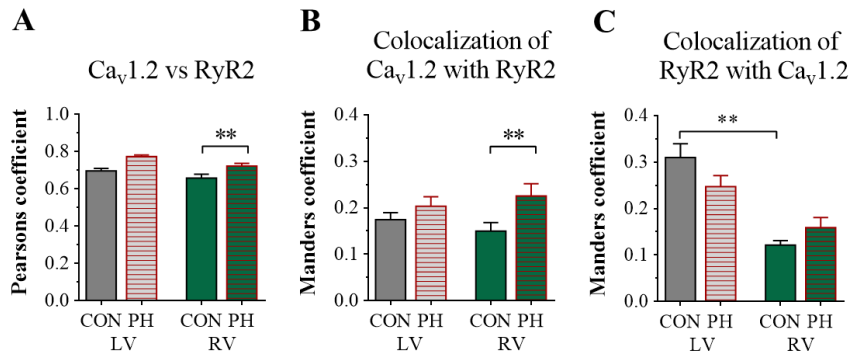 A
Cav1.2 vs RyR2
Pearsons coefficient
1.0
0.8
0.6
0.4
0.2
0.0
**
CON PH CON PH
LV RV
B
Colocalization of
Cav1.2 with RyR2
Manders coefficient
0.4
0.3
0.2
0.1
0.0
**
CON PH CON PH
LV RV
C
Colocalization of
RyR2 with Cav1.2
Manders coefficient
0.4
0.3
0.2
0.1
0.0
**
CON PH CON PH
LV RV